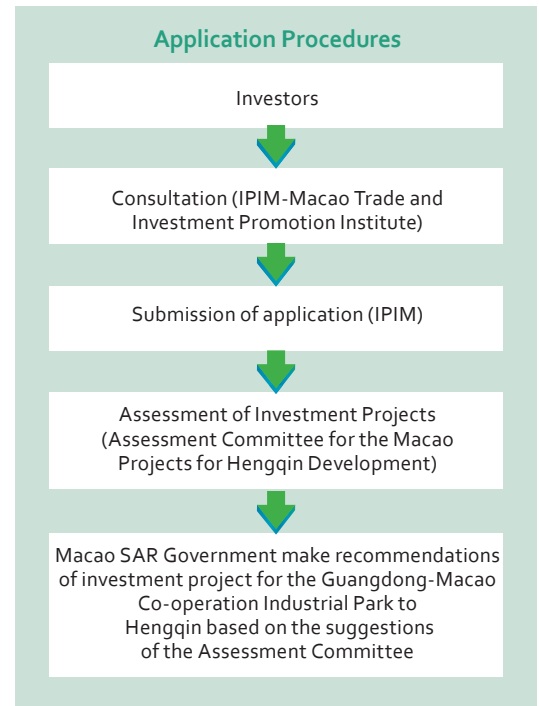 Application Procedures
Investors
Consultation (IPIM-Macao Trade and
Investment Promotion Institute)
Submission of application (IPIM)
Assessment of Investment Projects
(Assessment Committee for the Macao
Projects for Hengqin Development)
Macao SAR Government make recommendations
of investment project for the Guangdong-Macao
Co-operation Industrial Park to
Hengqin based on the suggestions
of the Assessment Committee